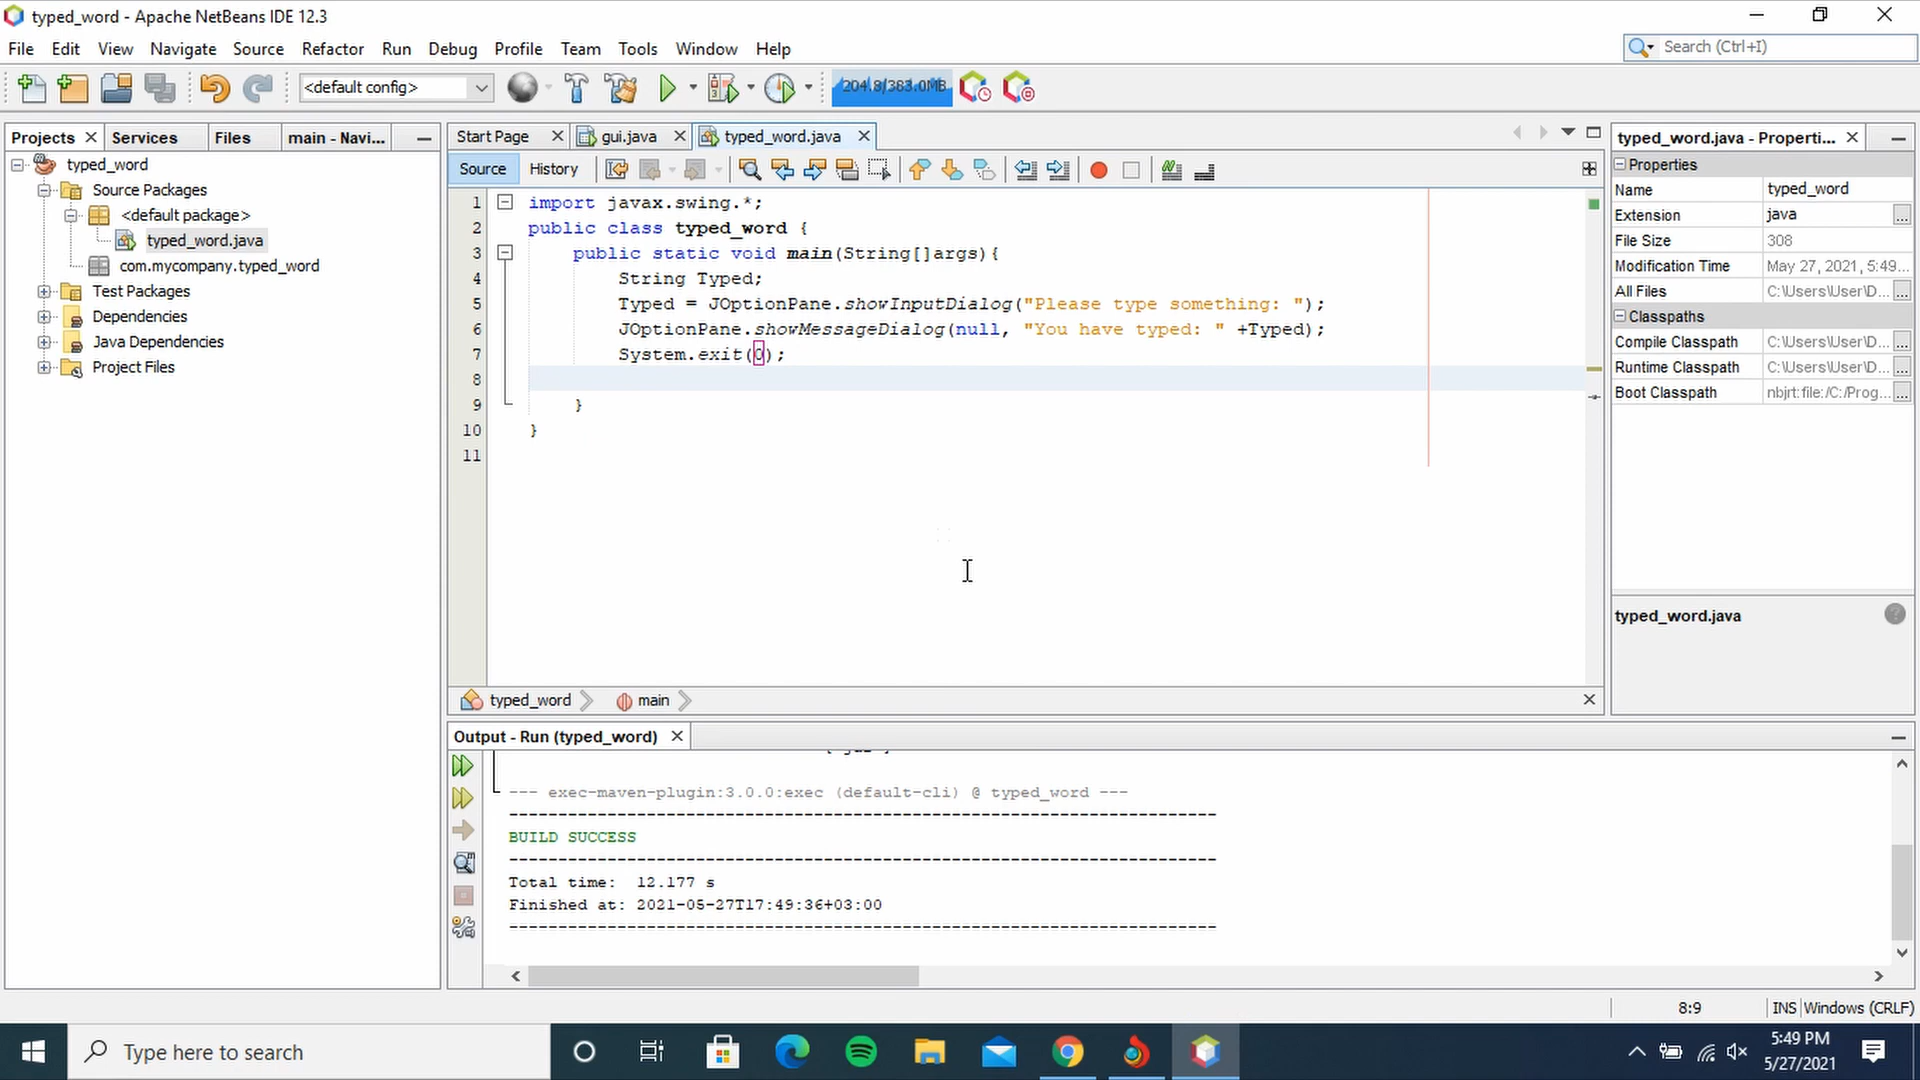 typed_word - Apache NetBeans IDE 12.3
File Edit View Navigate Source Refactor Run Debug Profile Team Tools Window Help
Search (Ctrl+I)
<default config>
204.8/383.0MB
Projects
Services
Files
main - Navi...
typed_word
Source Packages
<default package>
typed_word.java
com.mycompany.typed_word
Test Packages
Dependencies
Java Dependencies
Project Files
Start Page
gui.java
typed_word.java
Source
History
1 import javax.swing.*;
2 public class typed_word {
3 public static void main(String[]args){
4 String Typed;
5 Typed = JOptionPane.showInputDialog("Please type something: ");
6 JOptionPane.showMessageDialog(null, "You have typed: " +Typed);
7 System.exit(0);
8
9 }
10 }
11
typed_word
main
typed_word.java - Properti...
Properties
Name typed_word
Extension java ...
File Size 308
Modification Time May 27, 2021, 5:49...
All Files C:\Users\User\D... ...
Classpaths
Compile Classpath C:\Users\User\D... ...
Runtime Classpath C:\Users\User\D... ...
Boot Classpath nbjrt:file:/C:/Prog... ...
typed_word.java
Output - Run (typed_word)
--- exec-maven-plugin:3.0.0:exec (default-cli) @ typed_word ---
------------------------------------------------------------------------
BUILD SUCCESS
------------------------------------------------------------------------
Total time: 12.177 s
Finished at: 2021-05-27T17:49:36+03:00
------------------------------------------------------------------------
8:9
INS
Windows (CRLF)
Type here to search
5:49 PM
5/27/2021